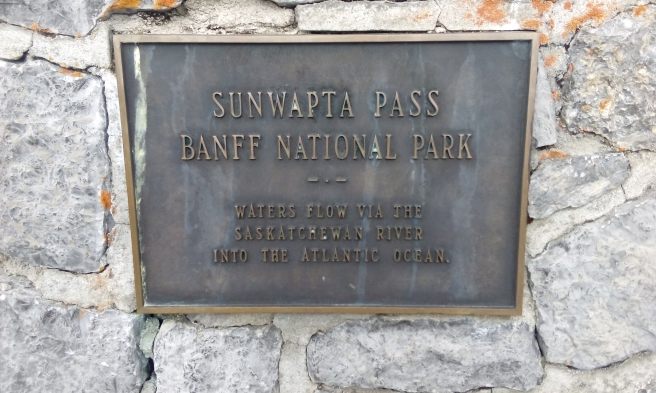 SUNWAPTA PASS
BANFF NATIONAL PARK
WATERS FLOW VIA THE
SASKATCHEWAN RIVER
INTO THE ATLANTIC OCEAN.